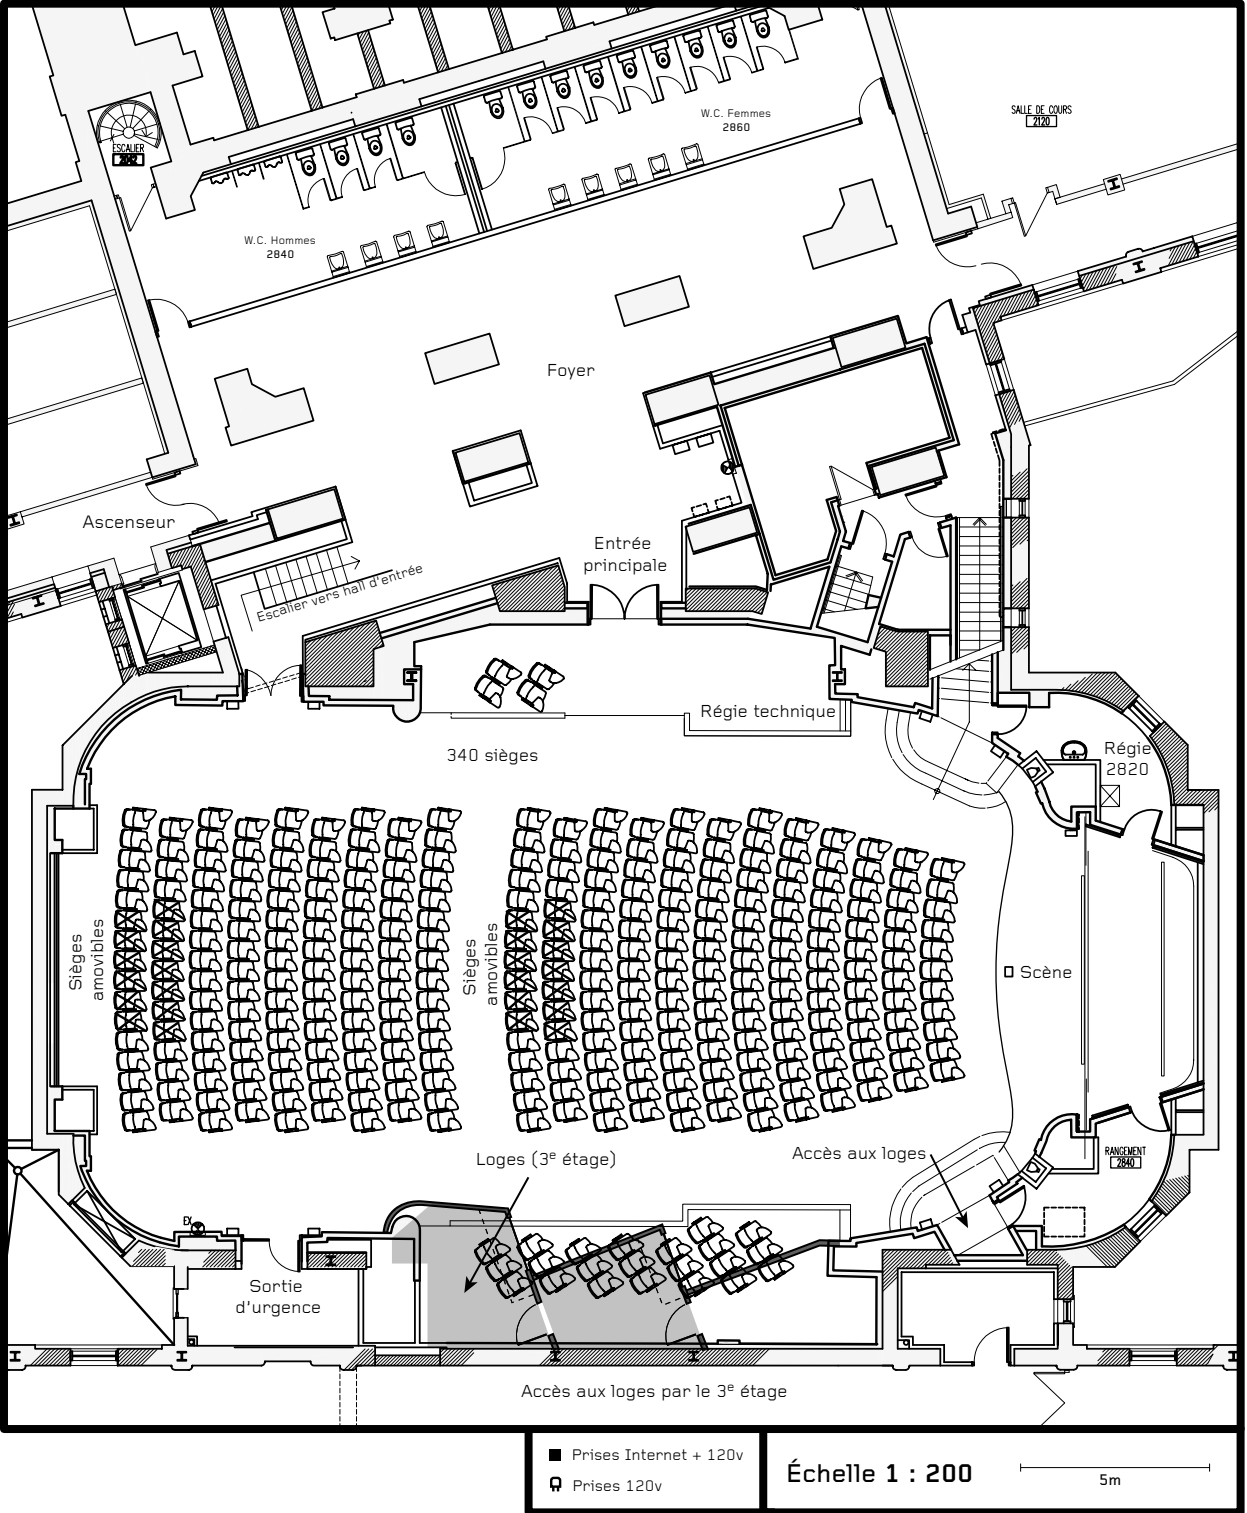 SALLE DE COURS
2120
W.C. Femmes
2860
ESCALIER
2042
W.C. Hommes
2840
Foyer
Ascenseur
Entrée
principale
Escalier vers hall d'entrée
Régie technique
340 sièges
Régie
2820
Sièges
amovibles
Sièges
amovibles
Scène
Loges (3e étage)
Accès aux loges
RANGEMENT
2840
EX
Sortie
d'urgence
Accès aux loges par le 3e étage
Prises Internet + 120v
Prises 120v
Échelle 1 : 200
5m